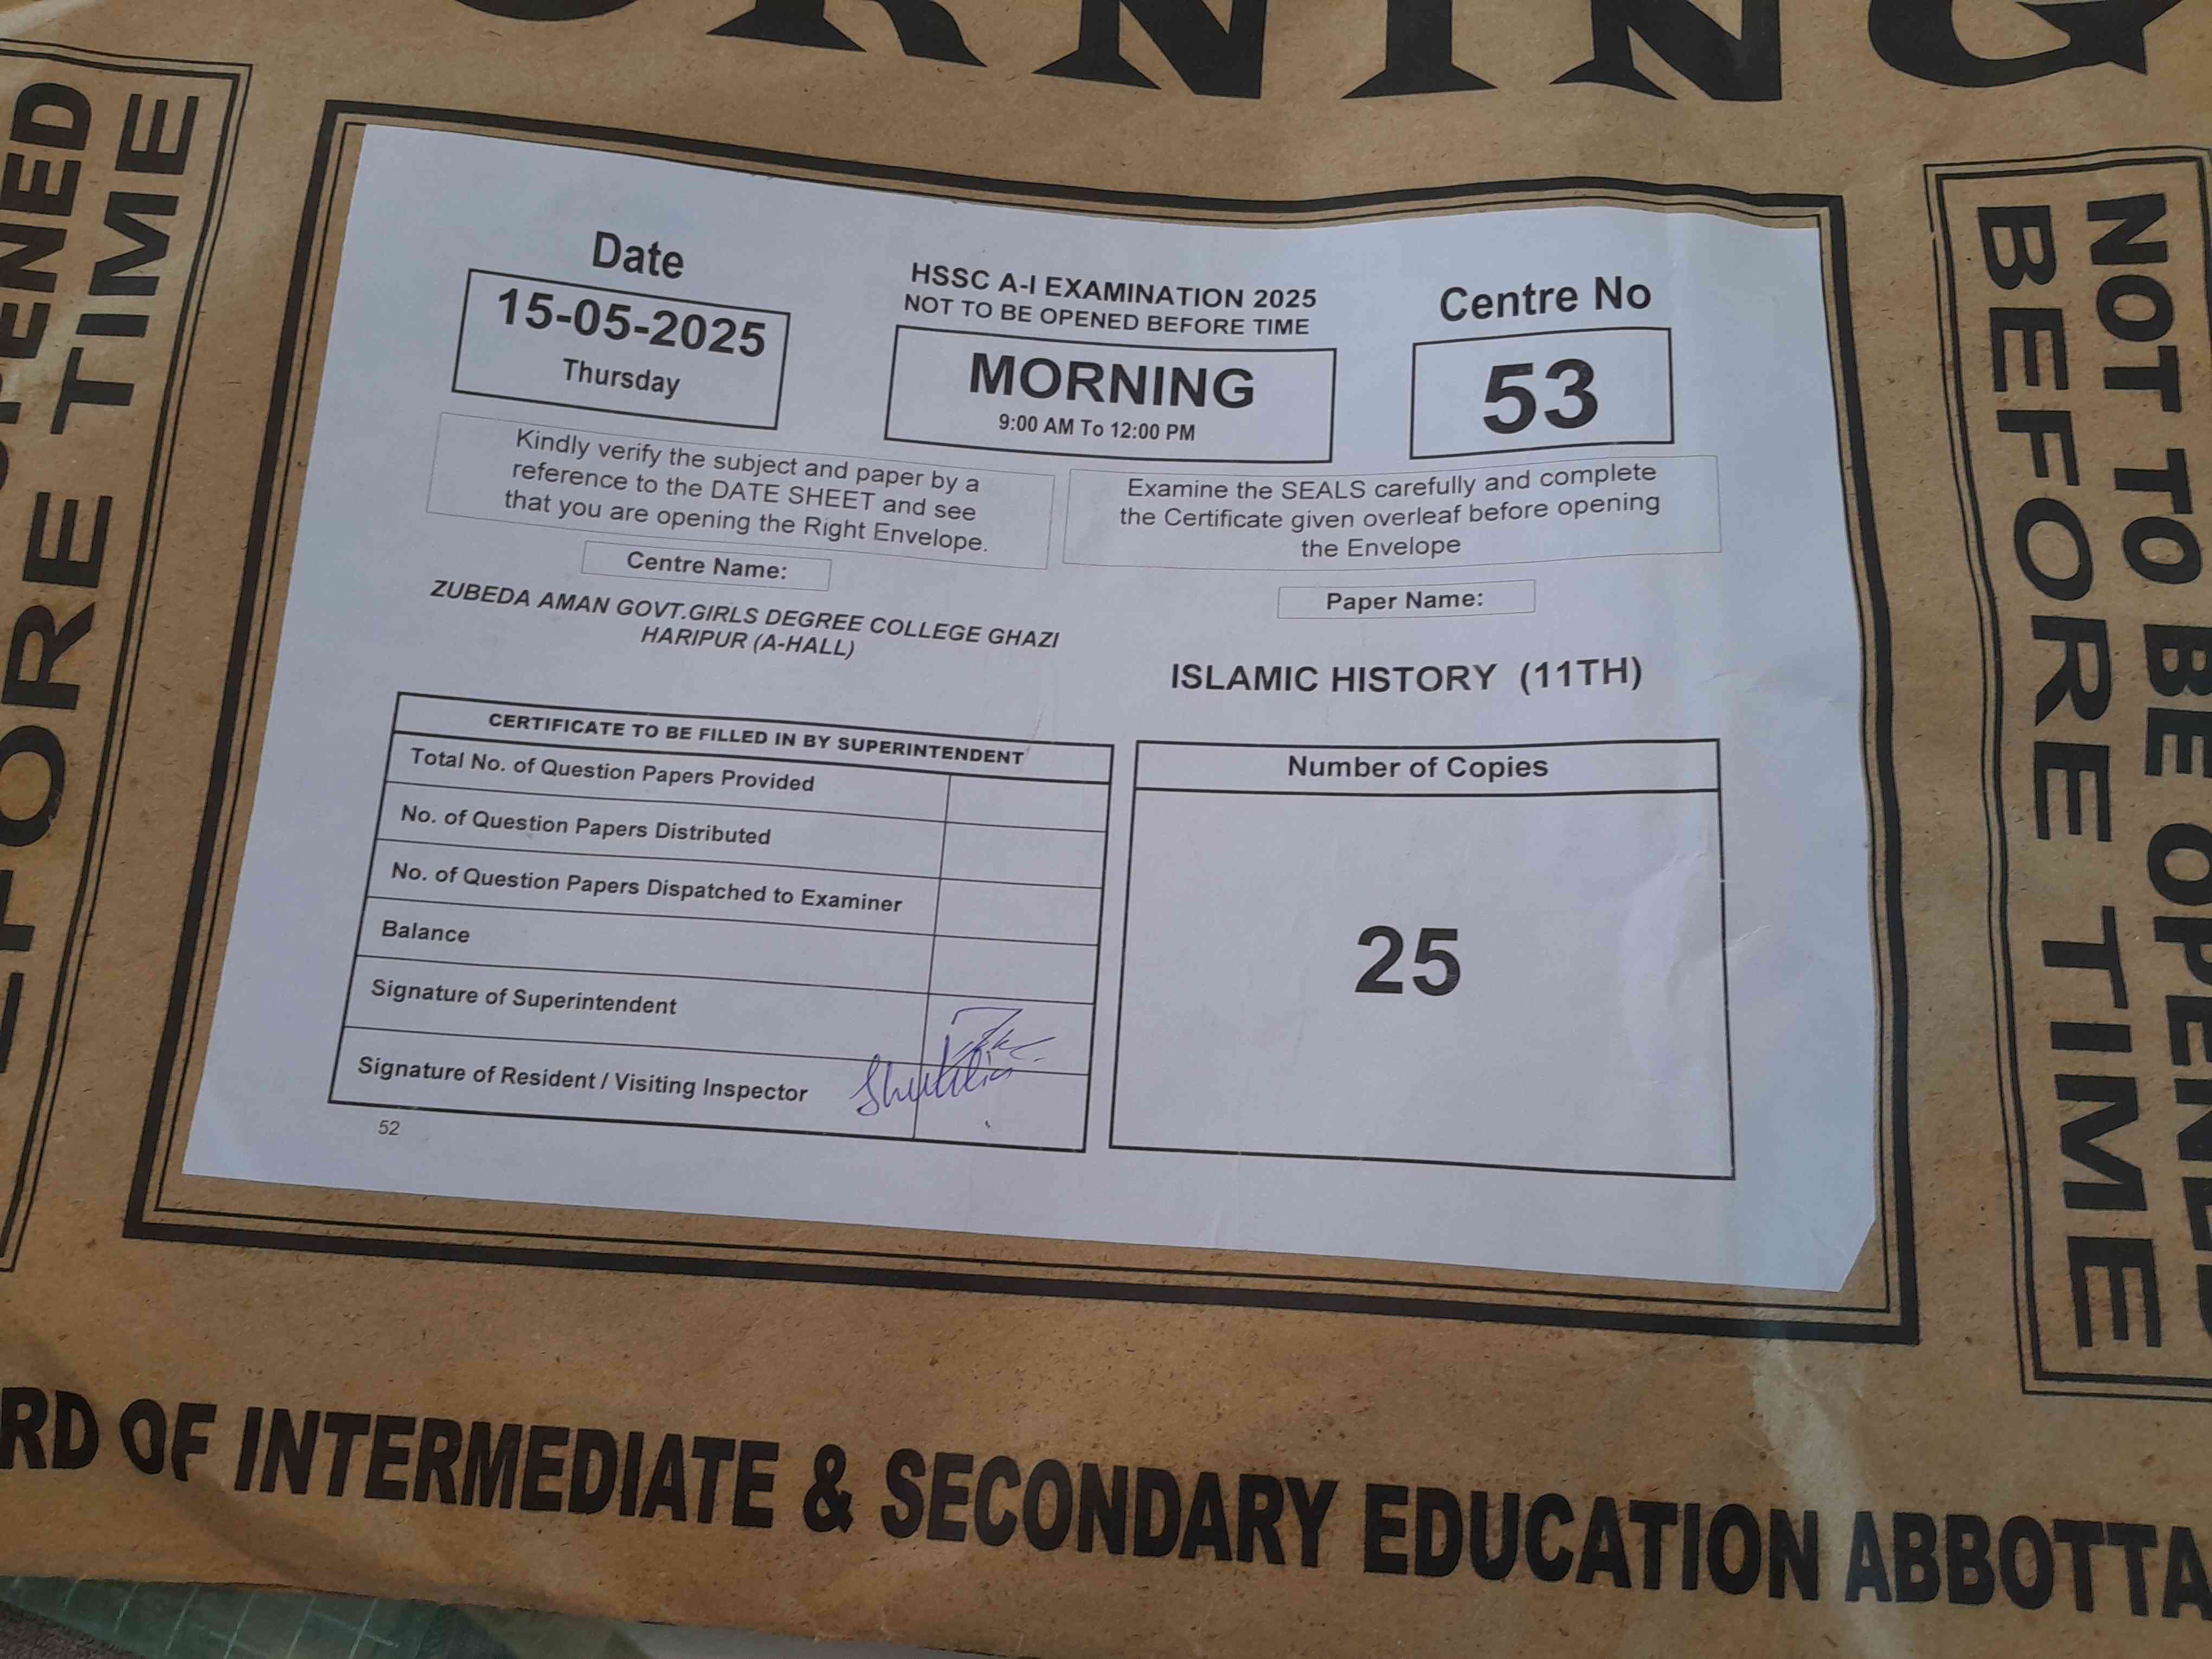 MORNING
OPENED
BEFORE TIME
NOT TO BE OPENED
BEFORE TIME
Date
15-05-2025
Thursday
HSSC A-I EXAMINATION 2025
NOT TO BE OPENED BEFORE TIME
MORNING
9:00 AM To 12:00 PM
Centre No
53
Kindly verify the subject and paper by a
reference to the DATE SHEET and see
that you are opening the Right Envelope.
Examine the SEALS carefully and complete
the Certificate given overleaf before opening
the Envelope
Centre Name:
ZUBEDA AMAN GOVT.GIRLS DEGREE COLLEGE GHAZI
HARIPUR (A-HALL)
Paper Name:
ISLAMIC HISTORY (11TH)
CERTIFICATE TO BE FILLED IN BY SUPERINTENDENT
Total No. of Question Papers Provided
No. of Question Papers Distributed
No. of Question Papers Dispatched to Examiner
Balance
Signature of Superintendent
Signature of Resident / Visiting Inspector
52
Number of Copies
25
RD OF INTERMEDIATE & SECONDARY EDUCATION ABBOTTA